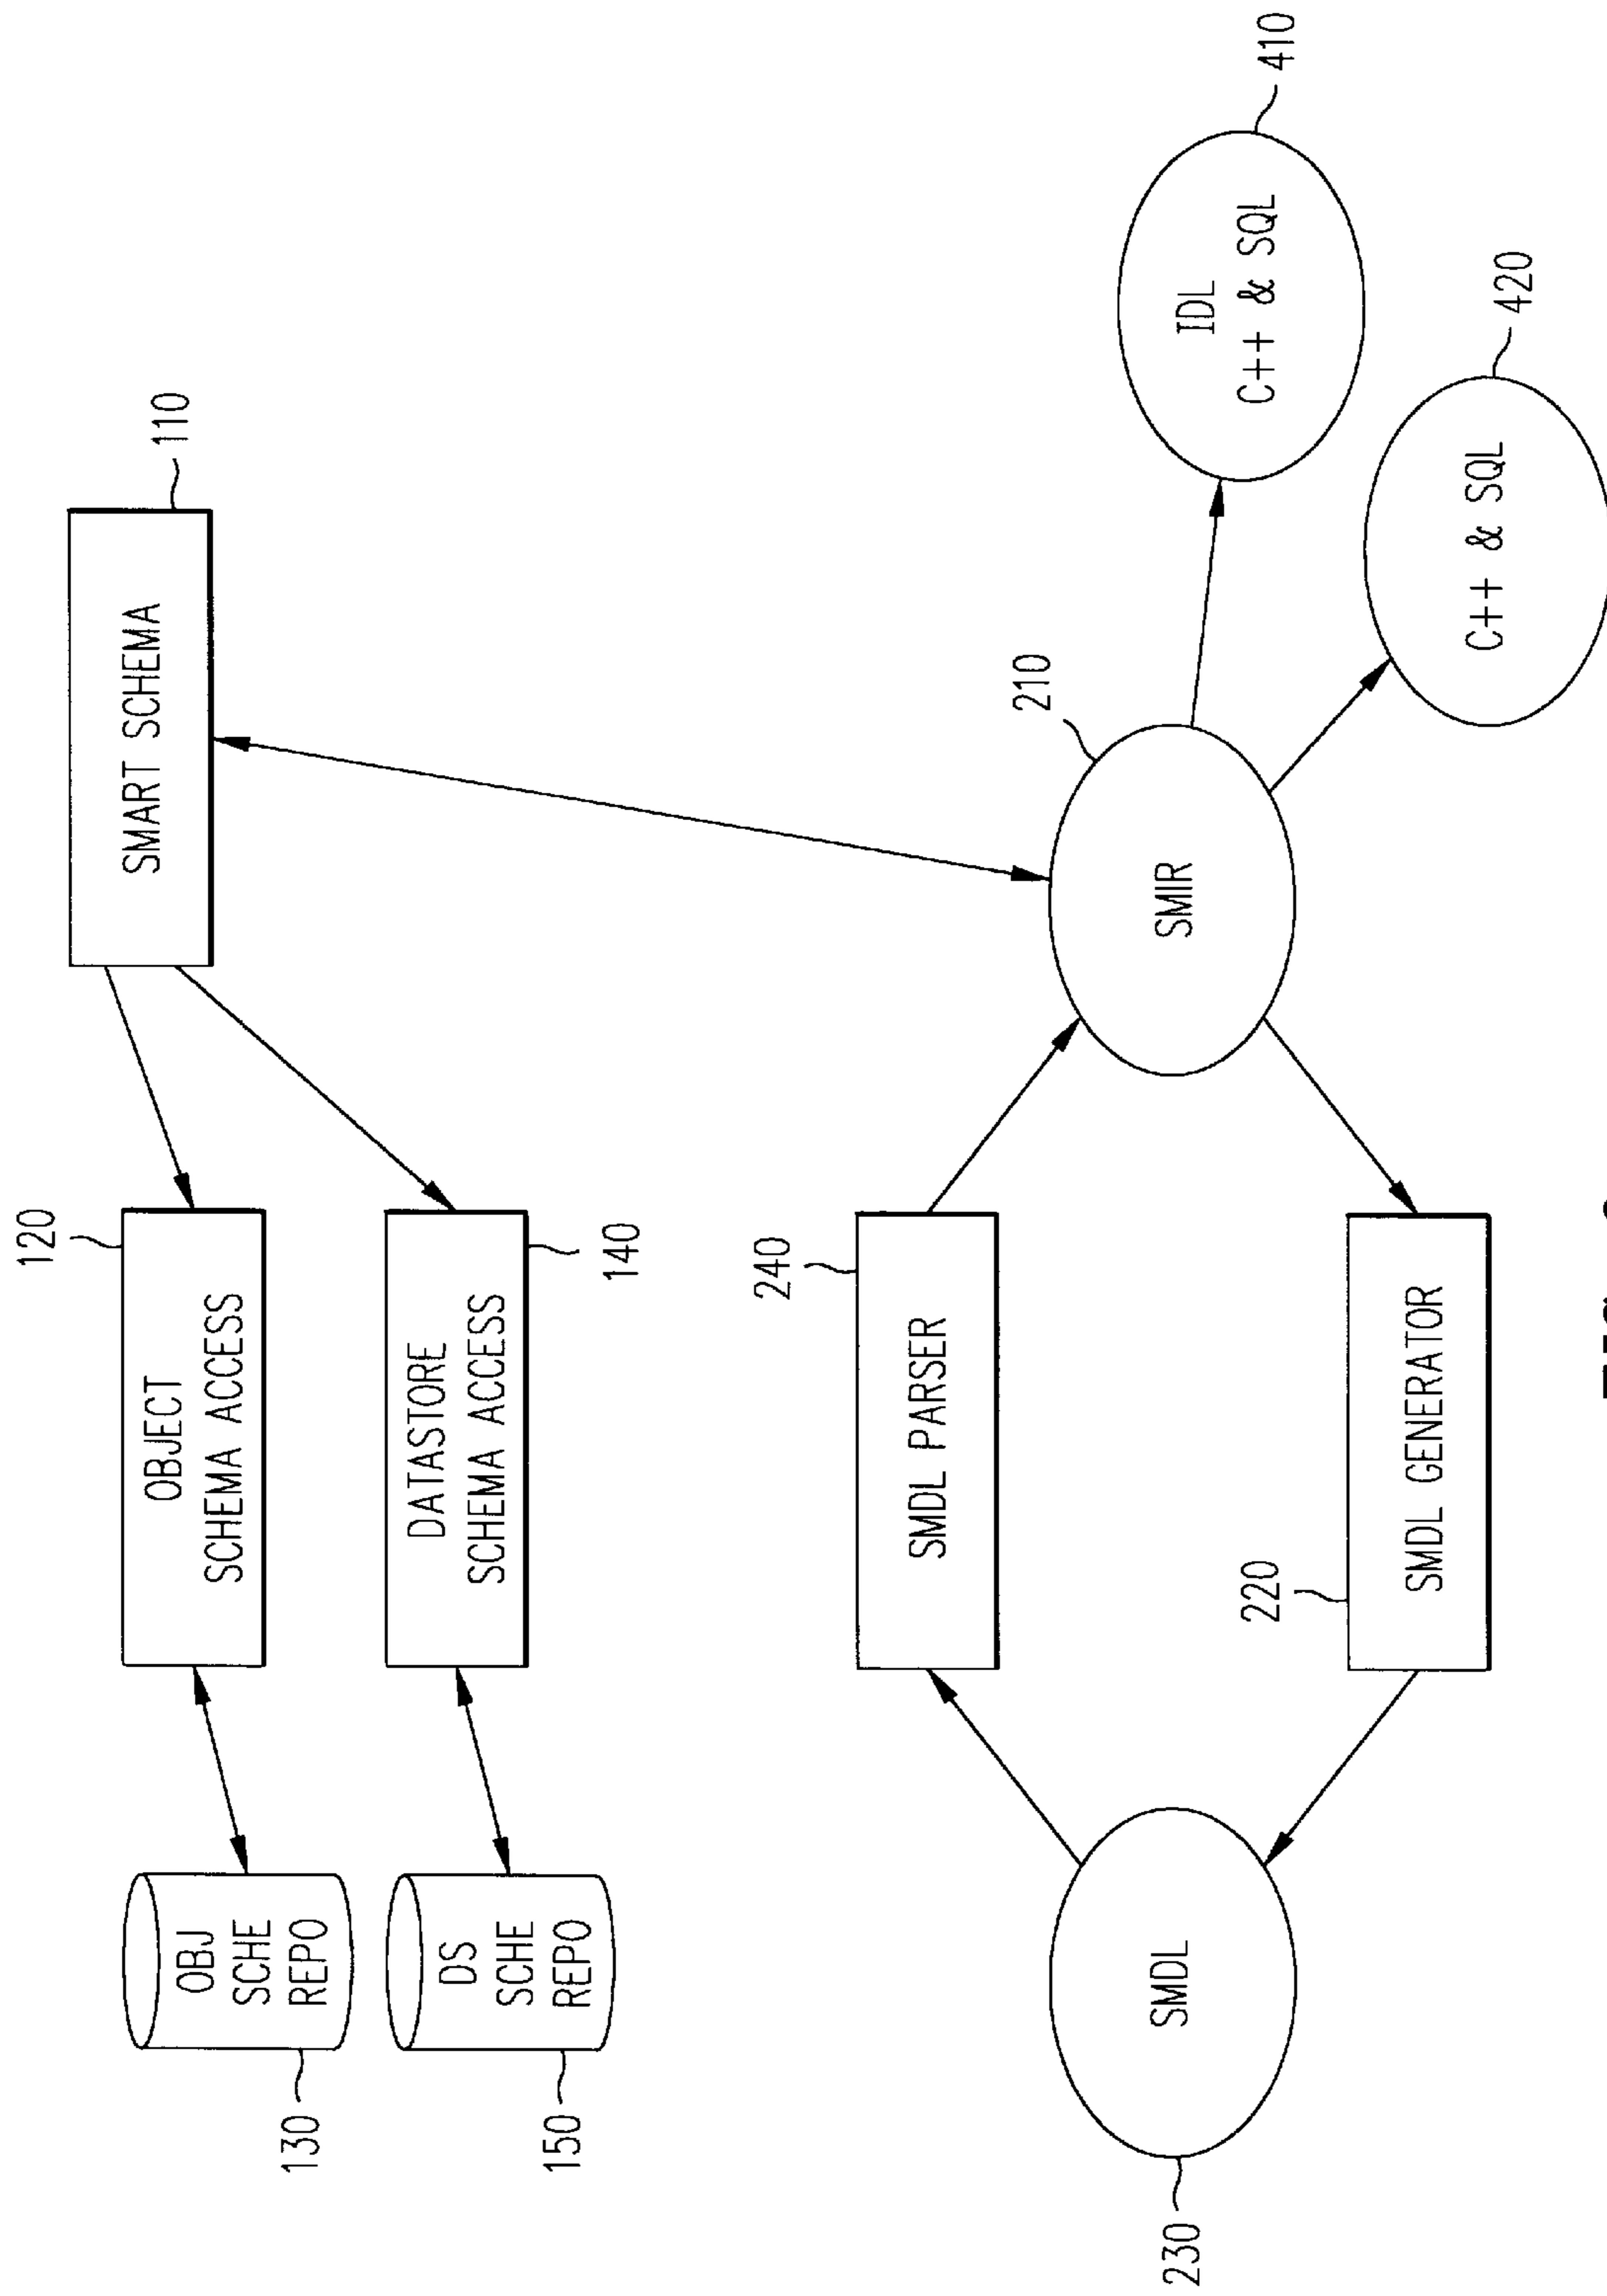 120
OBJ
SCHE
REPO
130
OBJECT
SCHEMA ACCESS
SMART SCHEMA
110
DS
SCHE
REPO
150
DATASTORE
SCHEMA ACCESS
140
240
SMDL PARSER
210
SMIR
SMDL
230
IDL
C++ & SQL
410
220
SMDL GENERATOR
C++ & SQL
420